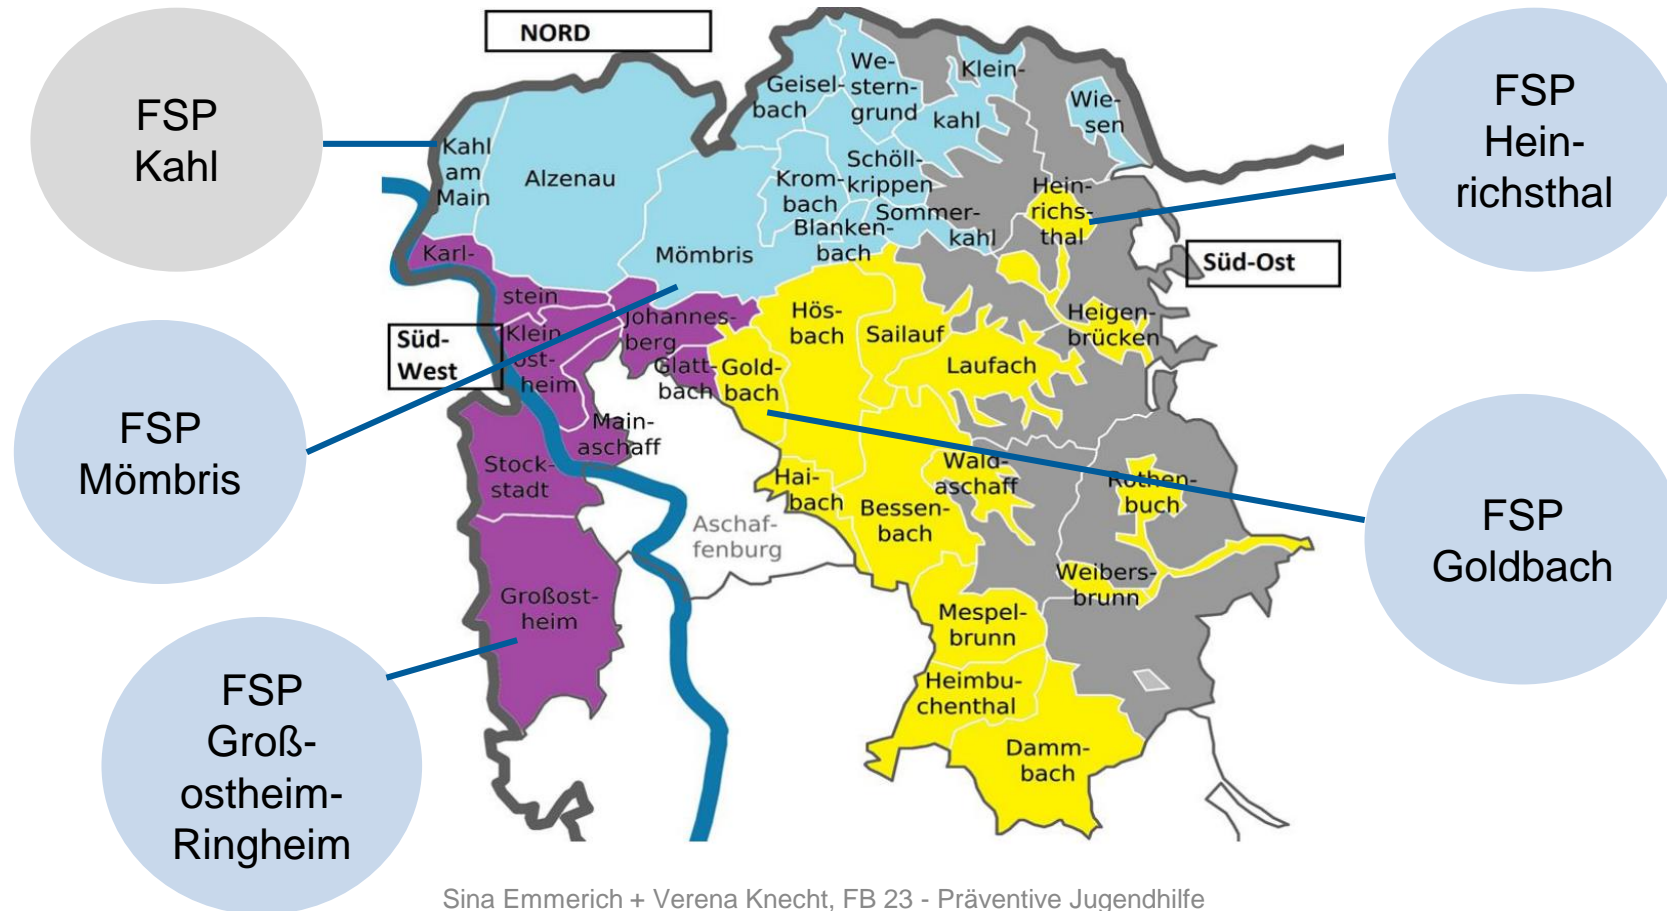 NORD
FSP
Kahl
FSP
Hein-
richsthal
Geisel-
bach
We-
stern-
grund
Klein-
kahl
Wie-
sen
Kahl
am
Main
Alzenau
Krom-
bach
Schöll-
krippen
Hein-
richs-
thal
Blanken-
bach
Sommer-
kahl
Mömbris
Süd-Ost
Karl-
stein
Süd-
West
Klein-
ost-
heim
Johannes-
berg
Glatt-
bach
Gold-
bach
Hös-
bach
Sailauf
Laufach
Heigen-
brücken
FSP
Mömbris
Main-
aschaff
Stock-
stadt
Hai-
bach
Wald-
aschaff
Rothen-
buch
Bessen-
bach
Aschaf-
fenburg
FSP
Goldbach
Weibers-
brunn
Großost-
heim
Mespel-
brunn
Heimbu-
chenthal
Damm-
bach
FSP
Groß-
ostheim-
Ringheim
Sina Emmerich + Verena Knecht, FB 23 - Präventive Jugendhilfe